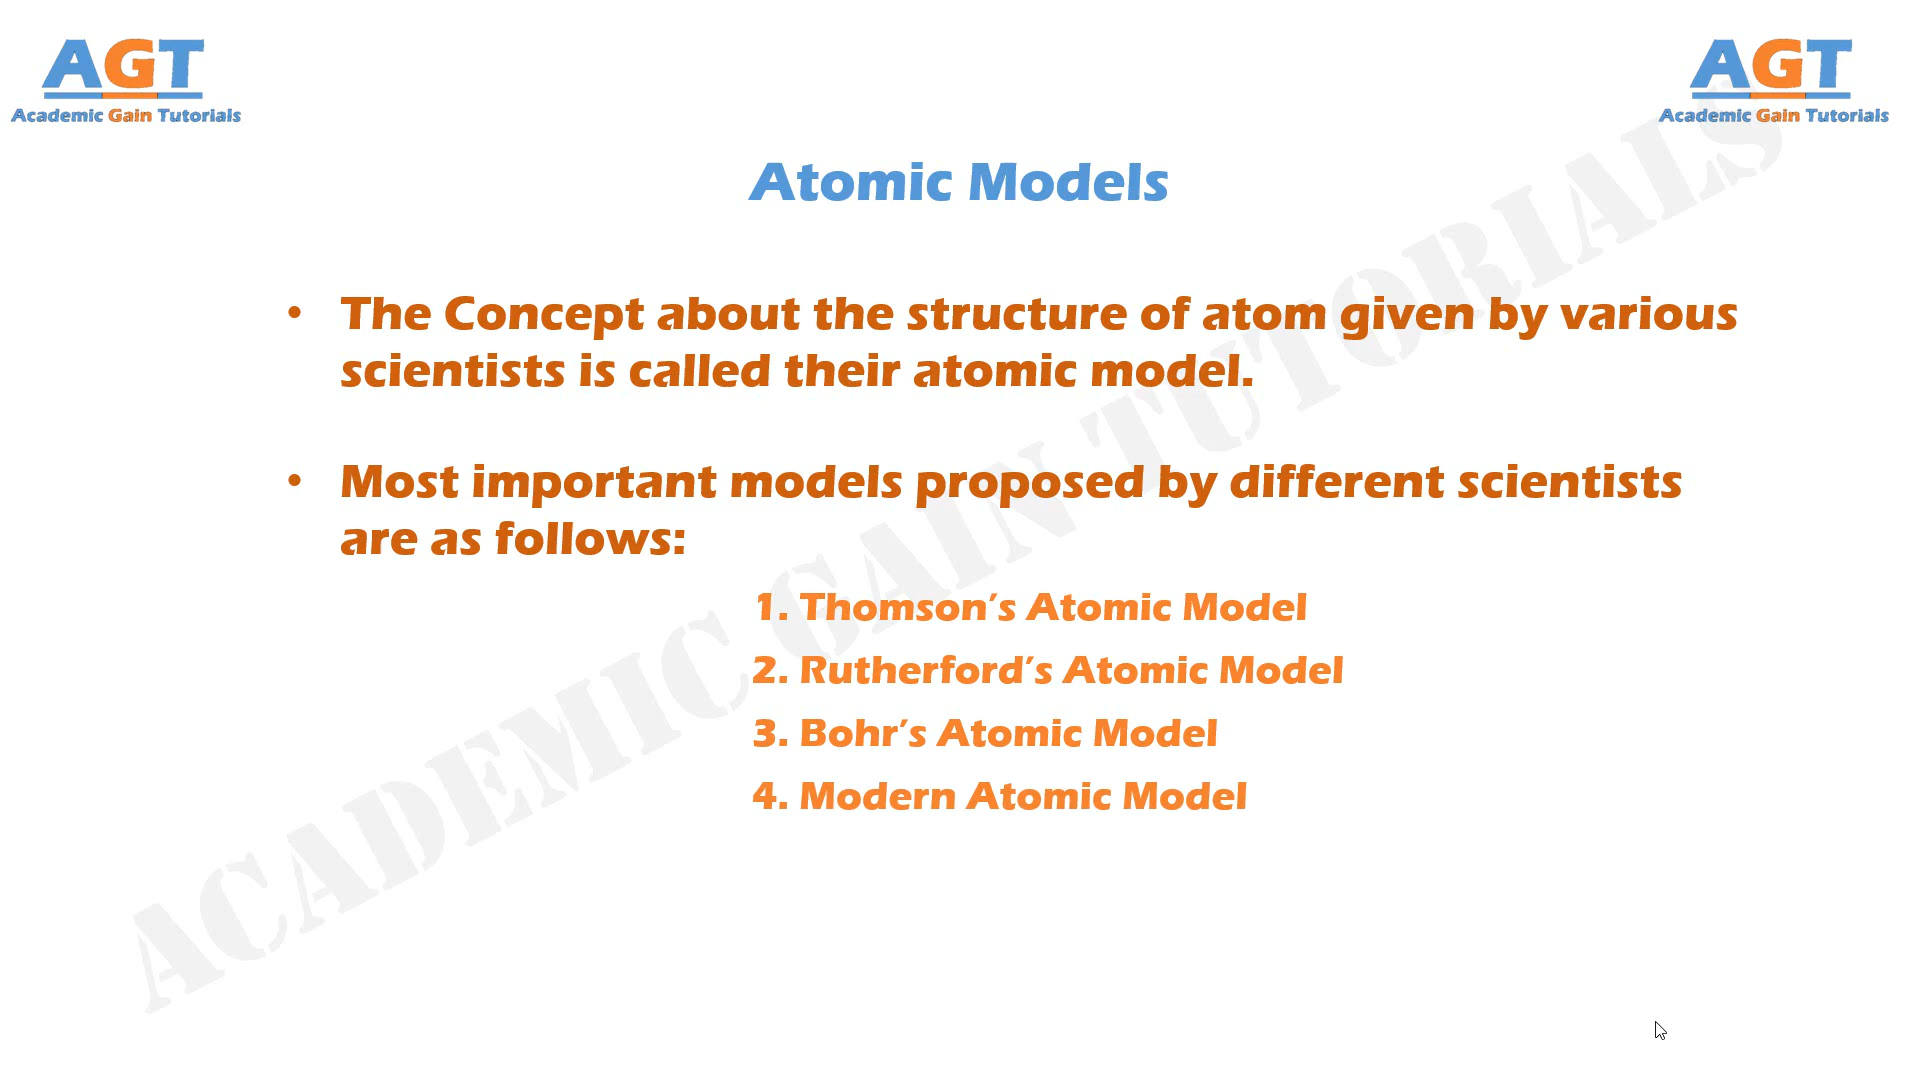 AGT
Academic Gain Tutorials
AGT
Academic Gain Tutorials
Atomic Models
• The Concept about the structure of atom given by various
scientists is called their atomic model.
• Most important models proposed by different scientists
are as follows:
1. Thomson’s Atomic Model
2. Rutherford’s Atomic Model
3. Bohr’s Atomic Model
4. Modern Atomic Model
ACADEMIC GAIN TUTORIALS